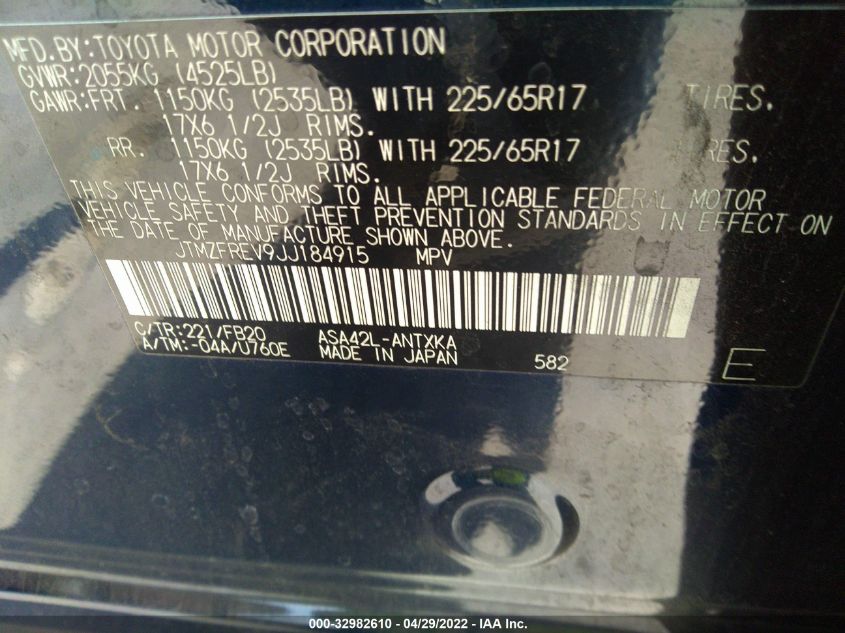 MFD.BY:TOYOTA MOTOR CORPORATION
GVWR:2055KG (4525LB)
GAWR:FRT. 1150KG (2535LB) WITH 225/65R17 TIRES.
17X6 1/2J RIMS.
RR. 1150KG (2535LB) WITH 225/65R17 TIRES.
17X6 1/2J RIMS.
THIS VEHICLE CONFORMS TO ALL APPLICABLE FEDERAL MOTOR
VEHICLE SAFETY AND THEFT PREVENTION STANDARDS IN EFFECT ON
THE DATE OF MANUFACTURE SHOWN ABOVE.
JTMZFREV9JJ184915 MPV
C/TR:221/FB20 ASA42L-ANTXKA
A/TM:-04A/U760E MADE IN JAPAN 582 E
000-32982610 - 04/29/2022 - IAA Inc.